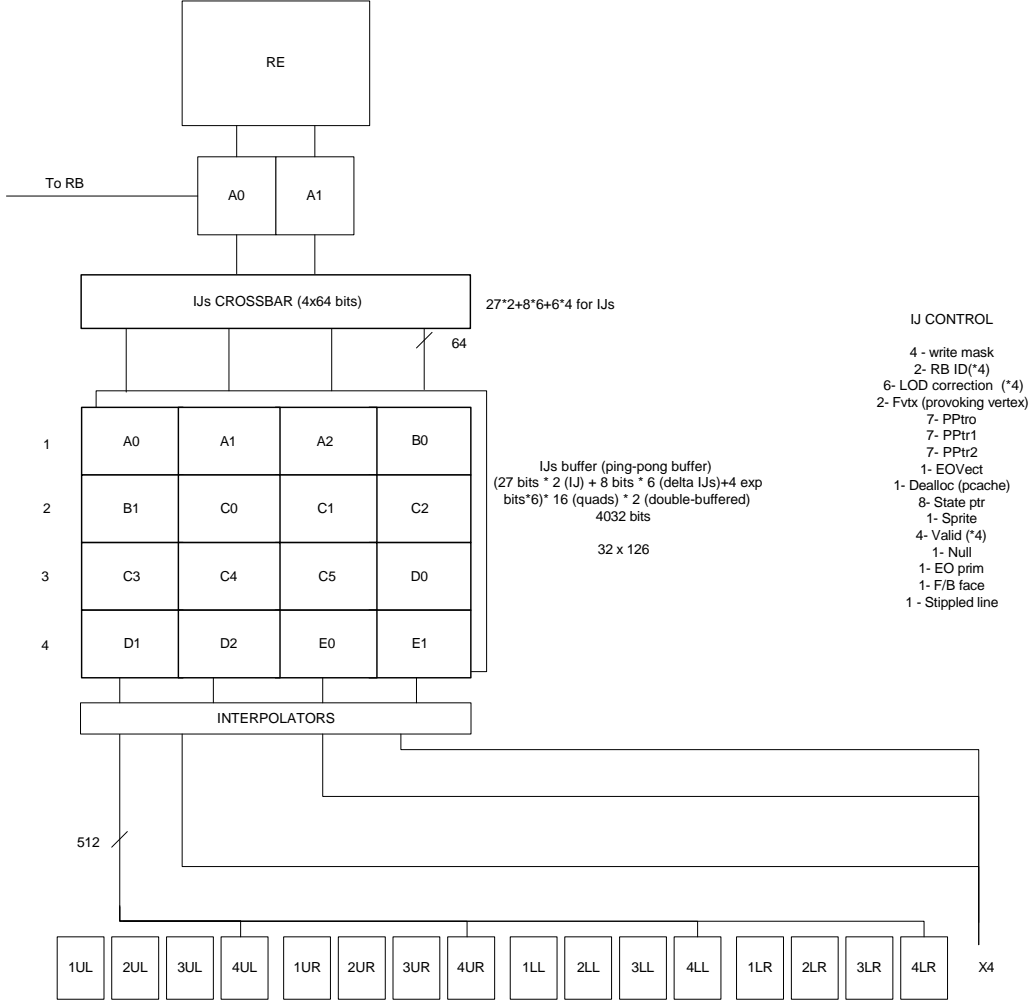 RE
To RB
A0
A1
IJs CROSSBAR (4x64 bits)
27*2+8*6+6*4 for IJs
64
IJ CONTROL
4 - write mask
2- RB ID(*4)
6- LOD correction (*4)
2- Fvtx (provoking vertex)
7- PPtro
7- PPtr1
7- PPtr2
1- EOVect
1- Dealloc (pcache)
8- State ptr
1- Sprite
4- Valid (*4)
1- Null
1- EO prim
1- F/B face
1 - Stippled line
1 A0 A1 A2 B0
2 B1 C0 C1 C2
3 C3 C4 C5 D0
4 D1 D2 E0 E1
IJs buffer (ping-pong buffer)
(27 bits * 2 (IJ) + 8 bits * 6 (delta IJs)+4 exp
bits*6)* 16 (quads) * 2 (double-buffered)
4032 bits
32 x 126
INTERPOLATORS
512
1UL 2UL 3UL 4UL 1UR 2UR 3UR 4UR 1LL 2LL 3LL 4LL 1LR 2LR 3LR 4LR X4